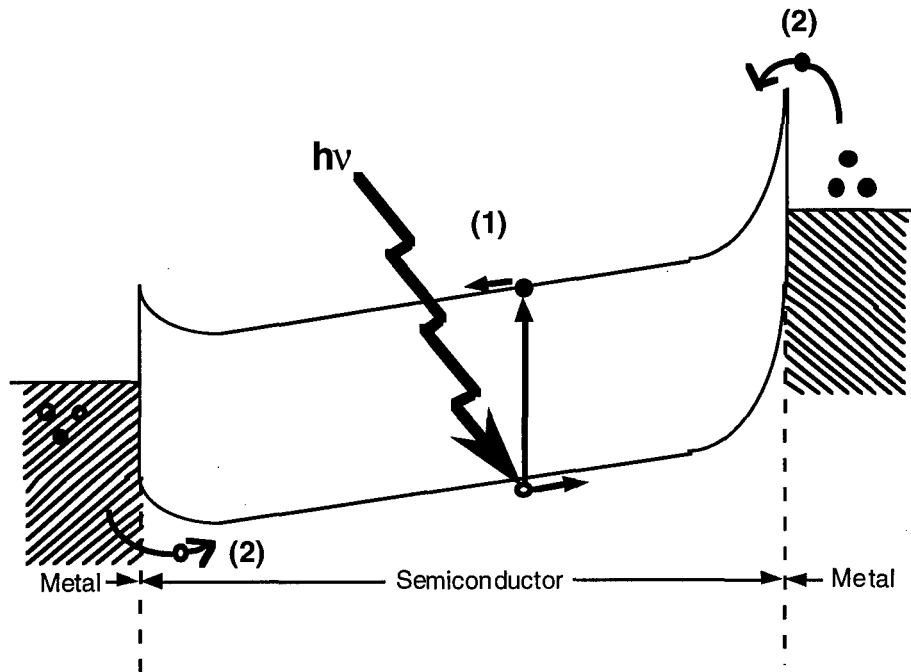 (2)
hν
(1)
(2)
Metal
Semiconductor
Metal